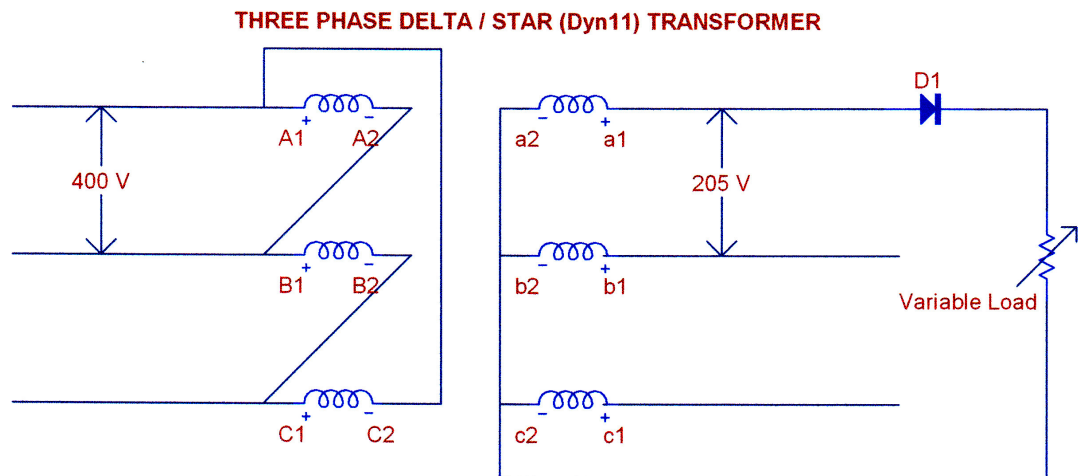 THREE PHASE DELTA / STAR (Dyn11) TRANSFORMER
D1
+ −
A1 A2
− +
a2 a1
400 V
205 V
+ −
B1 B2
− +
b2 b1
Variable Load
+ −
C1 C2
− +
c2 c1